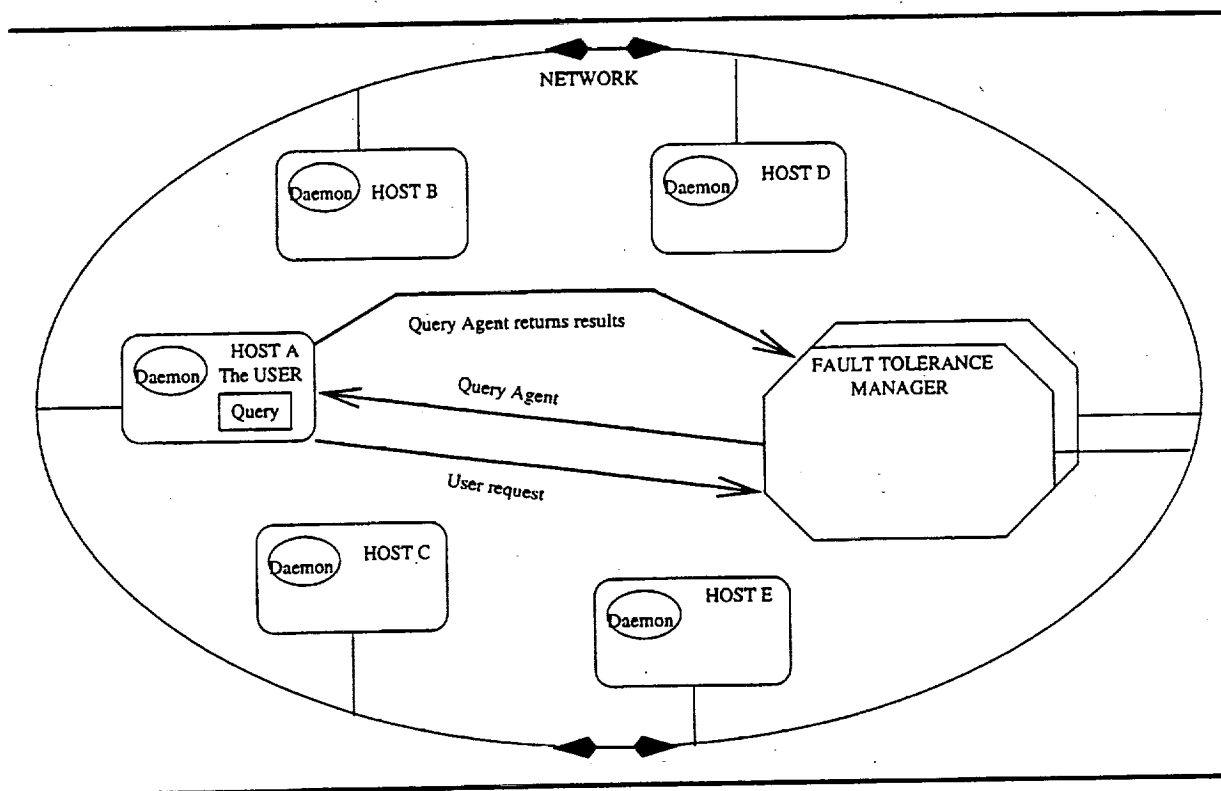 NETWORK
Daemon
HOST B
Daemon
HOST D
Query Agent returns results
Daemon
HOST A
The USER
Query
Query Agent
User request
FAULT TOLERANCE
MANAGER
Daemon
HOST C
Daemon
HOST E